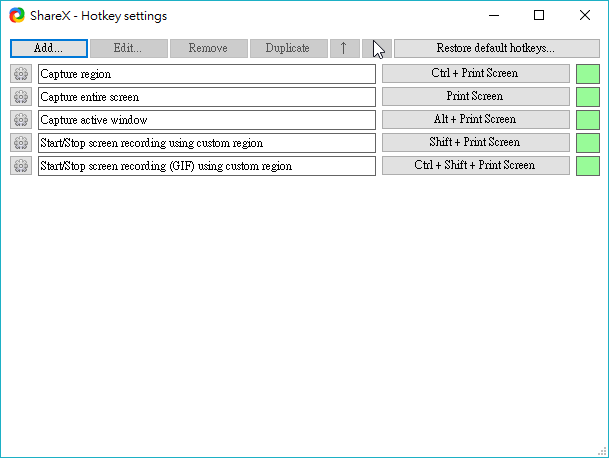 ShareX - Hotkey settings
Add... Edit... Remove Duplicate ↑ Restore default hotkeys...
Capture region Ctrl + Print Screen
Capture entire screen Print Screen
Capture active window Alt + Print Screen
Start/Stop screen recording using custom region Shift + Print Screen
Start/Stop screen recording (GIF) using custom region Ctrl + Shift + Print Screen